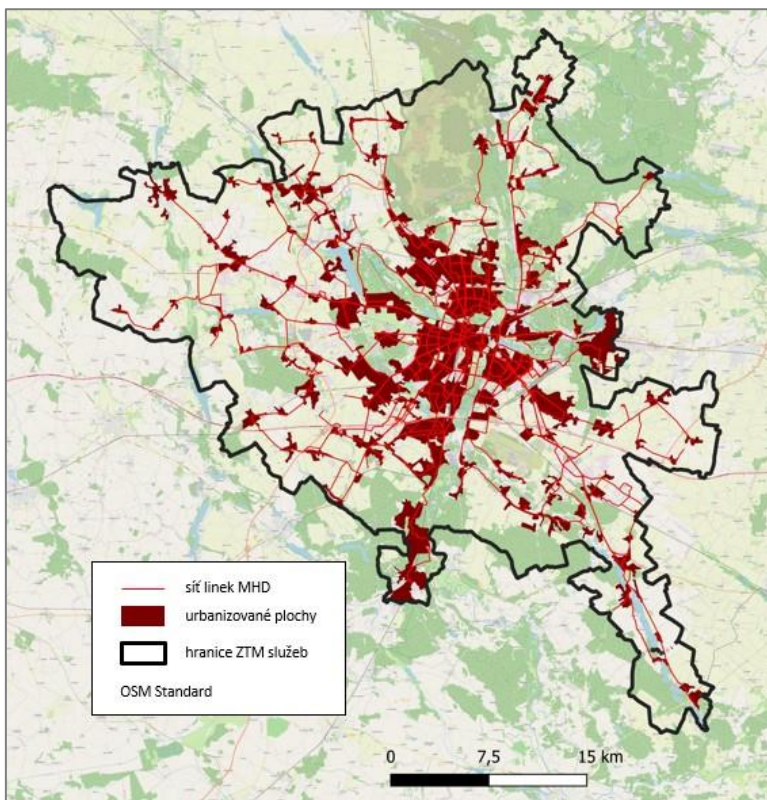 síť linek MHD
urbanizované plochy
hranice ZTM služeb
OSM Standard
0 7,5 15 km